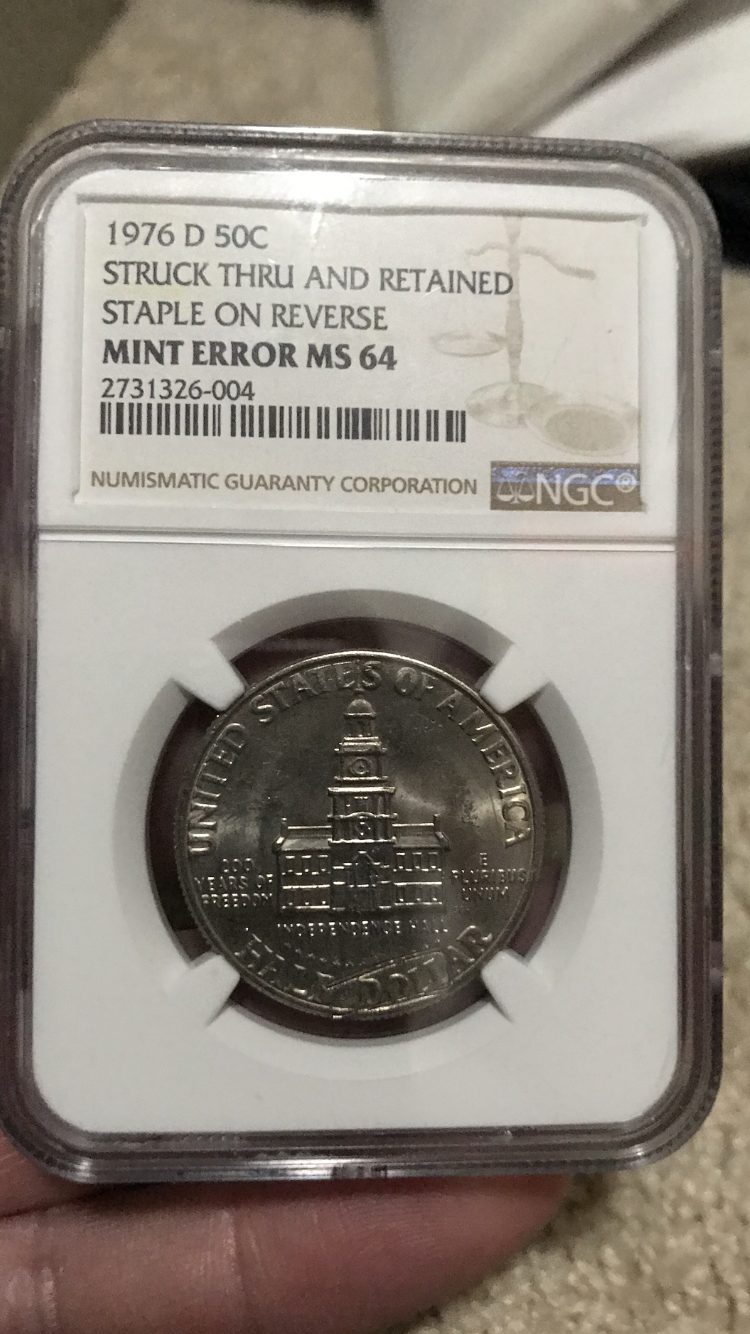 1976 D 50C
STRUCK THRU AND RETAINED
STAPLE ON REVERSE
MINT ERROR MS 64
2731326-004
NUMISMATIC GUARANTY CORPORATION
NGC®
UNITED STATES OF AMERICA
YEARS OF
FREEDOM
E
PLURIBUS
UNUM
INDEPENDENCE HALL
HALF DOLLAR